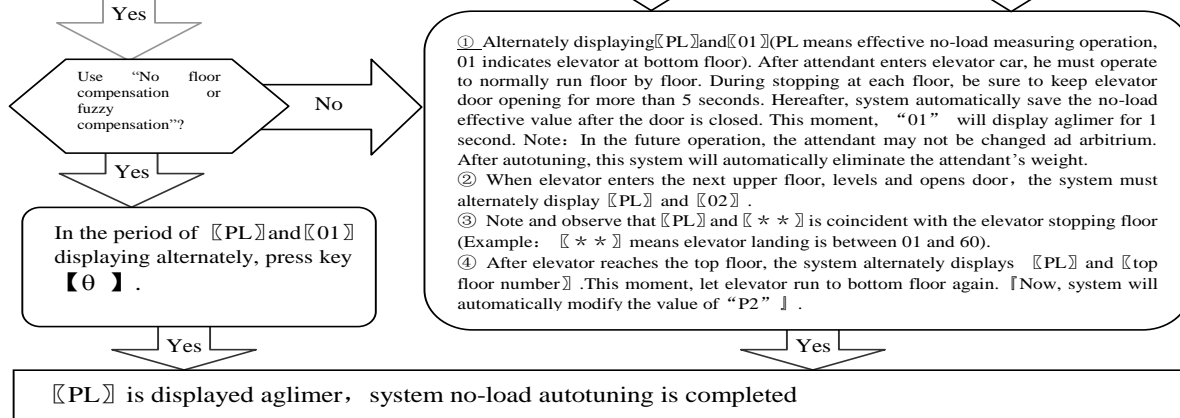 Yes
Use “No floor
compensation or
fuzzy
compensation”?
No
Yes
In the period of〖PL〗and〖01〗
displaying alternately, press key
【θ 】.
① Alternately displaying〖PL〗and〖01〗(PL means effective no-load measuring operation,
01 indicates elevator at bottom floor). After attendant enters elevator car, he must operate
to normally run floor by floor. During stopping at each floor, be sure to keep elevator
door opening for more than 5 seconds. Hereafter, system automatically save the no-load
effective value after the door is closed. This moment, “01” will display aglimer for 1
second. Note: In the future operation, the attendant may not be changed ad arbitrium.
After autotuning, this system will automatically eliminate the attendant’s weight.
② When elevator enters the next upper floor, levels and opens door, the system must
alternately display〖PL〗and〖02〗.
③ Note and observe that〖PL〗and〖**〗is coincident with the elevator stopping floor
(Example: 〖**〗means elevator landing is between 01 and 60).
④ After elevator reaches the top floor, the system alternately displays 〖PL〗and〖top
floor number〗.This moment, let elevator run to bottom floor again.『Now, system will
automatically modify the value of “P2”』.
Yes
Yes
〖PL〗is displayed aglimer, system no-load autotuning is completed